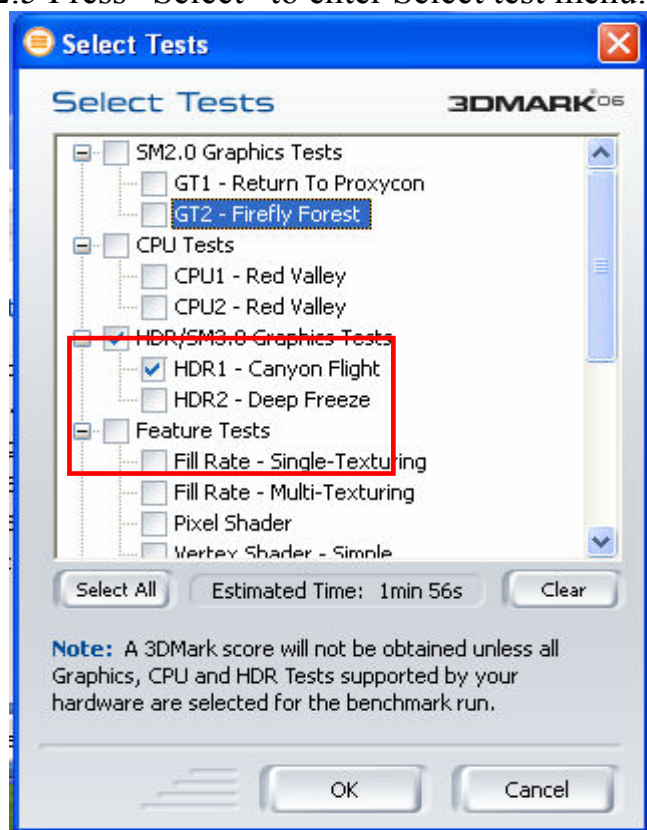 2.3 Press "Select" to enter Select test menu.
Select Tests
Select Tests 3DMARK®06
SM2.0 Graphics Tests
GT1 - Return To Proxycon
GT2 - Firefly Forest
CPU Tests
CPU1 - Red Valley
CPU2 - Red Valley
HDR/SM3.0 Graphics Tests
HDR1 - Canyon Flight
HDR2 - Deep Freeze
Feature Tests
Fill Rate - Single-Texturing
Fill Rate - Multi-Texturing
Pixel Shader
Vertex Shader - Simple
Select All Estimated Time: 1min 56s Clear
Note: A 3DMark score will not be obtained unless all
Graphics, CPU and HDR Tests supported by your
hardware are selected for the benchmark run.
OK Cancel